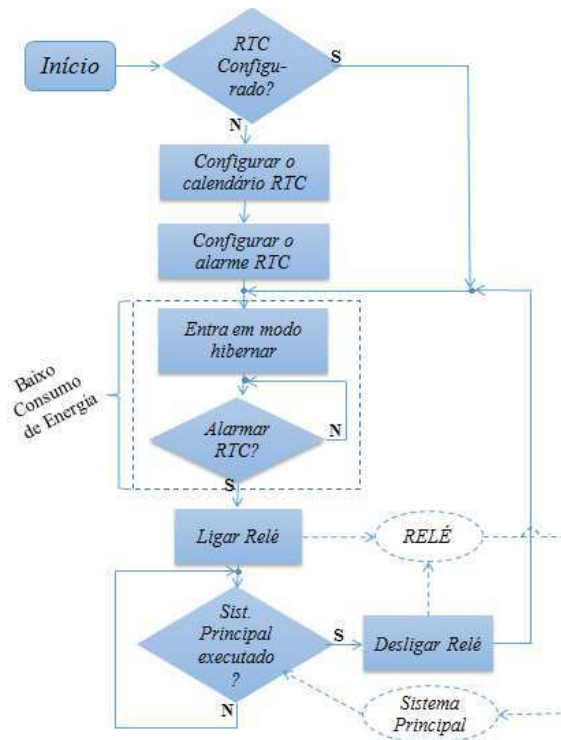 Início
RTC
Configu-
rado?
S
N
Configurar o
calendário RTC
Configurar o
alarme RTC
Baixo
Consumo
de Energia
Entra em modo
hibernar
Alarmar
RTC?
N
S
Ligar Relé
RELÉ
Sist.
Principal
executado
?
S
Desligar Relé
N
Sistema
Principal